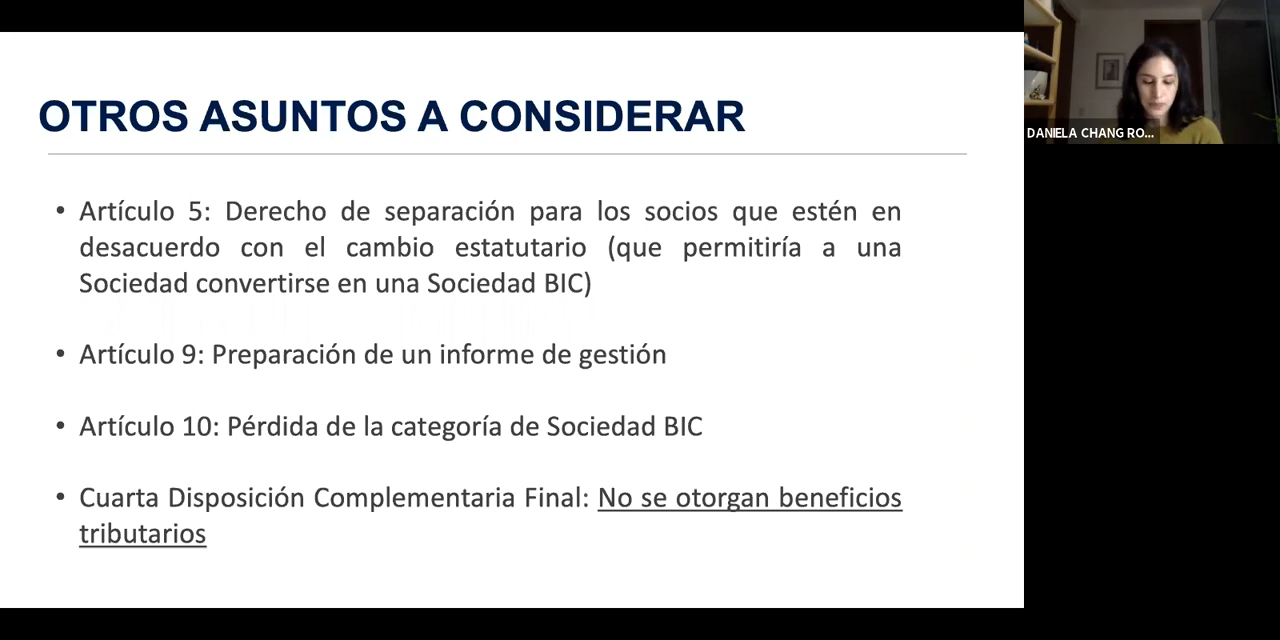 OTROS ASUNTOS A CONSIDERAR
• Artículo 5: Derecho de separación para los socios que estén en
desacuerdo con el cambio estatutario (que permitiría a una
Sociedad convertirse en una Sociedad BIC)
• Artículo 9: Preparación de un informe de gestión
• Artículo 10: Pérdida de la categoría de Sociedad BIC
• Cuarta Disposición Complementaria Final: No se otorgan beneficios
tributarios
DANIELA CHANG RO...